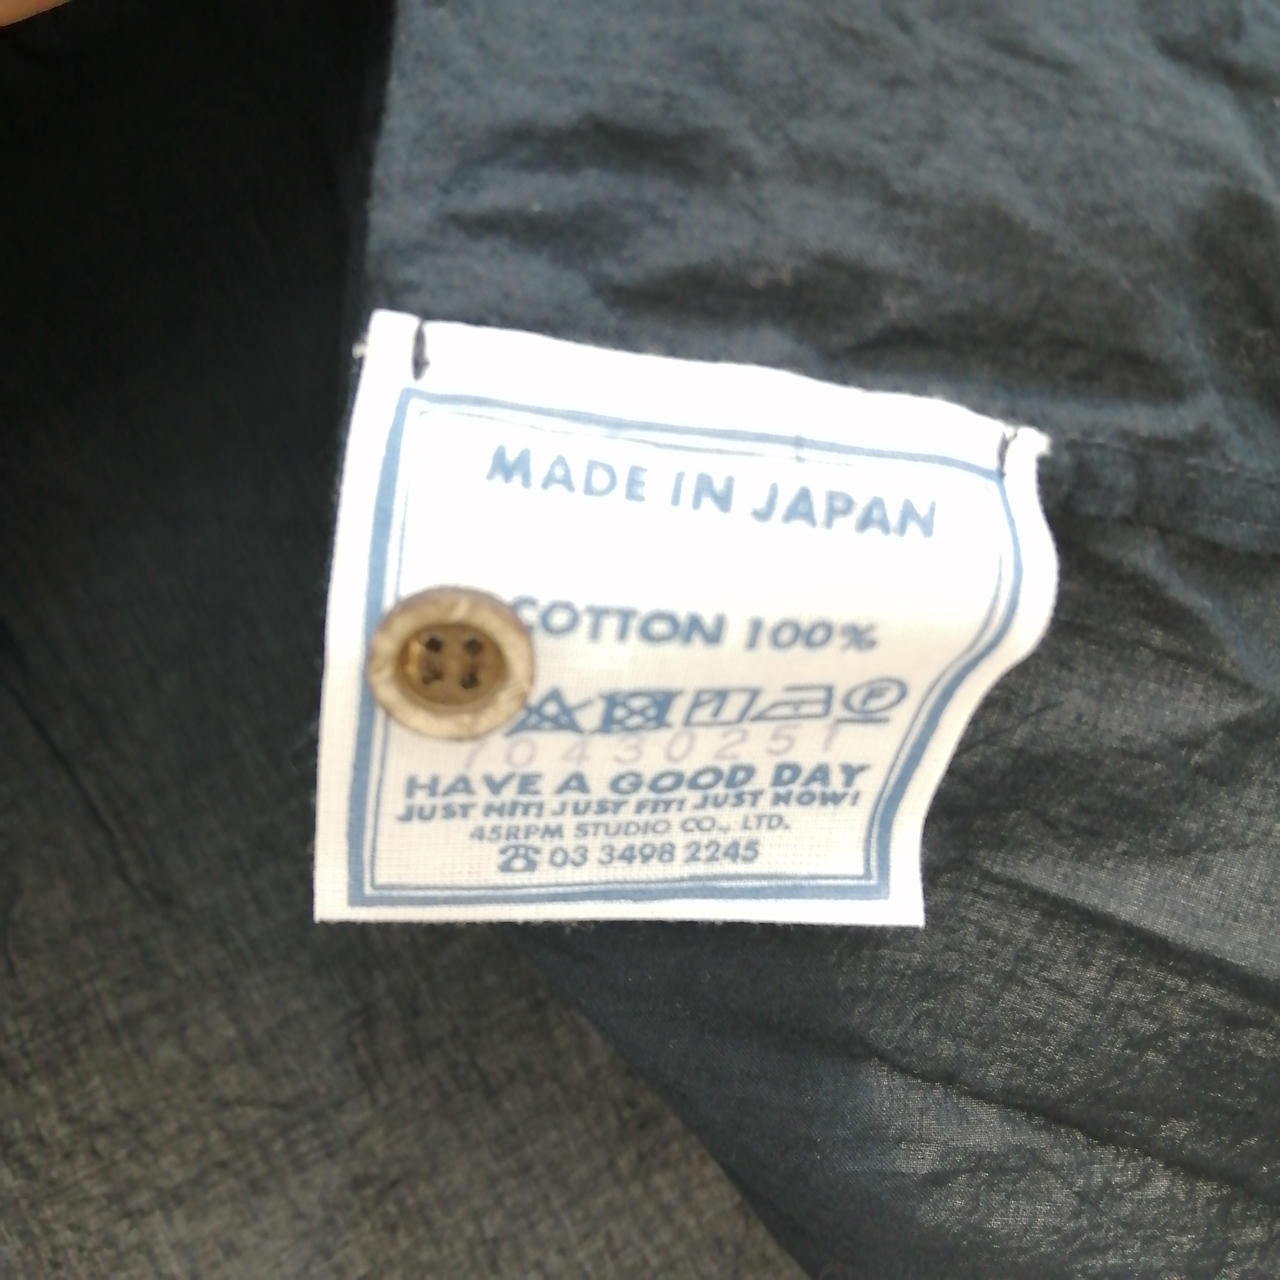 MADE IN JAPAN
COTTON 100%
F
70430251
HAVE A GOOD DAY
JUST HIT! JUST FIT! JUST NOW!
45RPM STUDIO CO., LTD.
☎ 03 3498 2245